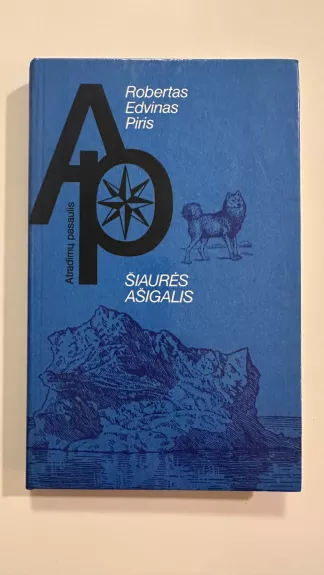 Robertas
Edvinas
Piris
Ap
Atradimų pasaulis
ŠIAURĖS
AŠIGALIS